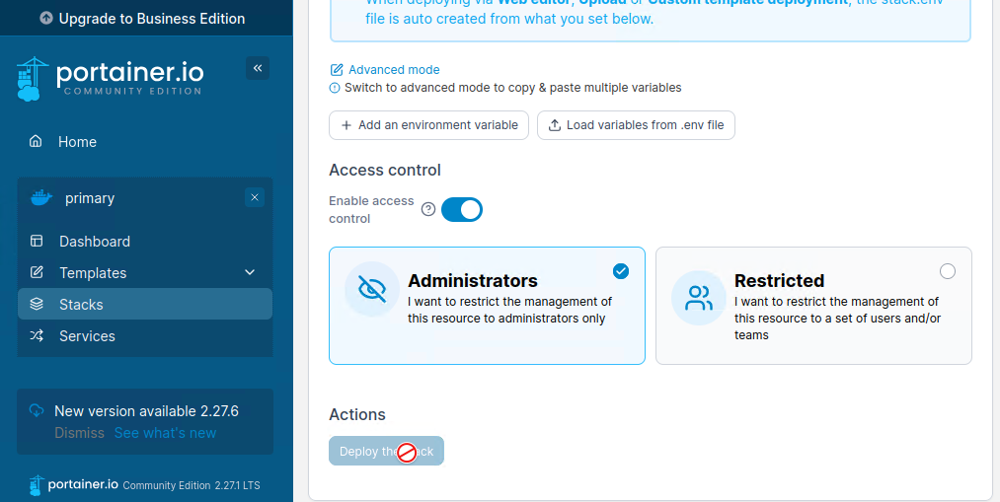 Upgrade to Business Edition
portainer.io
COMMUNITY EDITION
Home
primary
Dashboard
Templates
Stacks
Services
New version available 2.27.6
Dismiss See what's new
portainer.io Community Edition 2.27.1 LTS
When deploying via Web editor, Upload or Custom template deployment, the stack.env
file is auto created from what you set below.
Advanced mode
Switch to advanced mode to copy & paste multiple variables
Add an environment variable
Load variables from .env file
Access control
Enable access
control
Administrators
I want to restrict the management of
this resource to administrators only
Restricted
I want to restrict the management of
this resource to a set of users and/or
teams
Actions
Deploy the